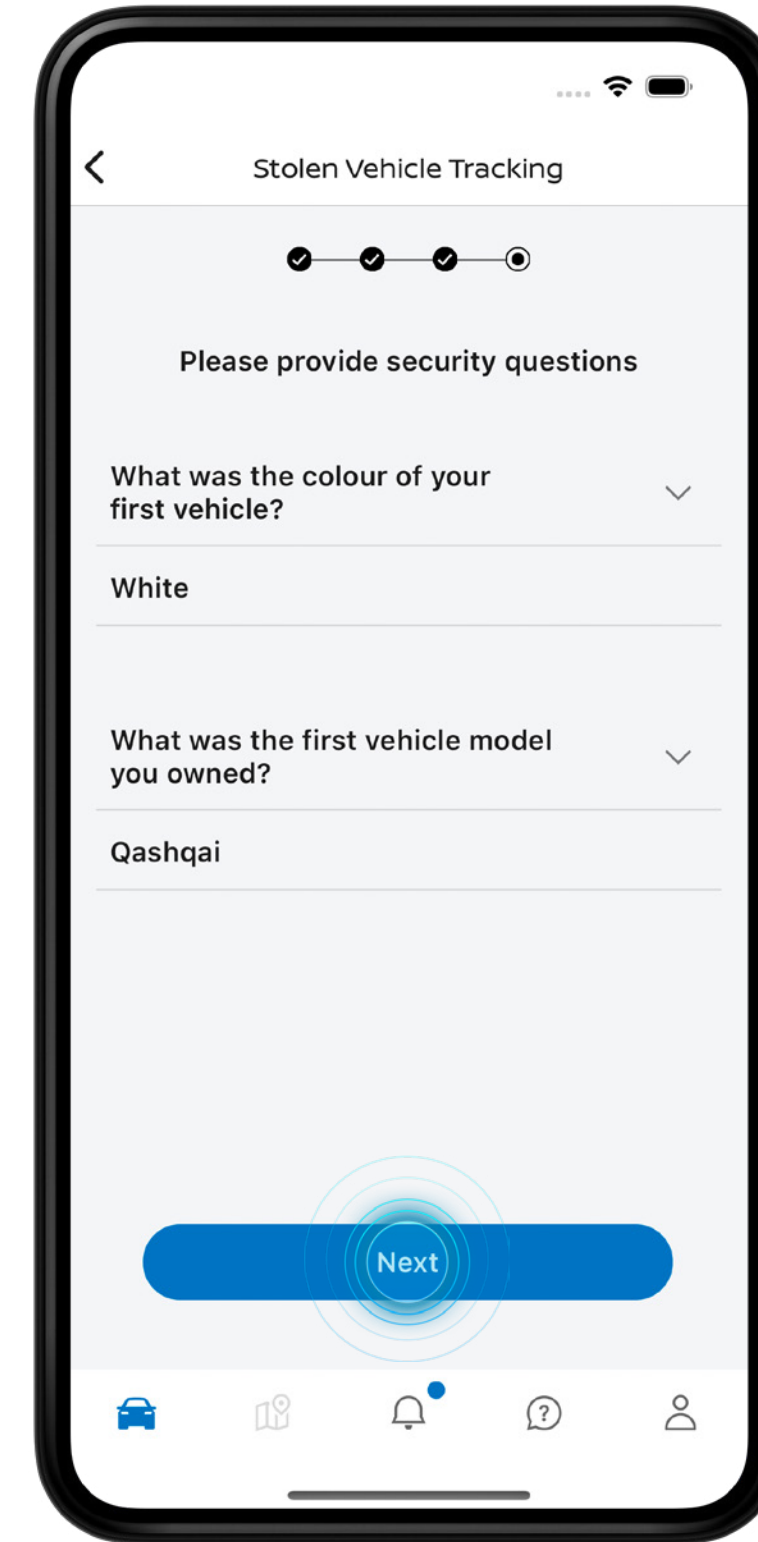 Stolen Vehicle Tracking
Please provide security questions
What was the colour of your
first vehicle?
White
What was the first vehicle model
you owned?
Qashqai
Next
?